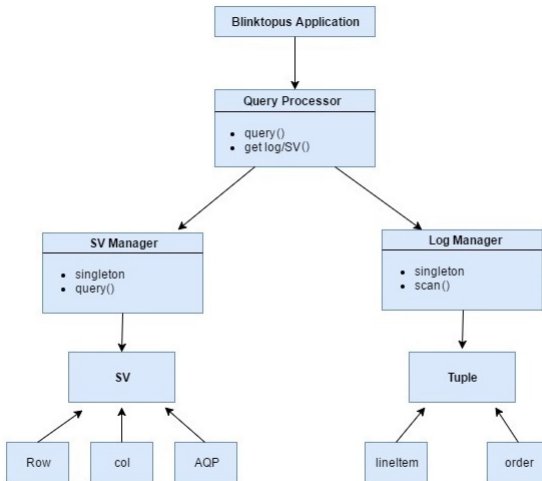 Blinktopus Application
Query Processor
• query()
• get log/SV()
SV Manager
• singleton
• query()
Log Manager
• singleton
• scan()
SV
Tuple
Row
col
AQP
lineItem
order